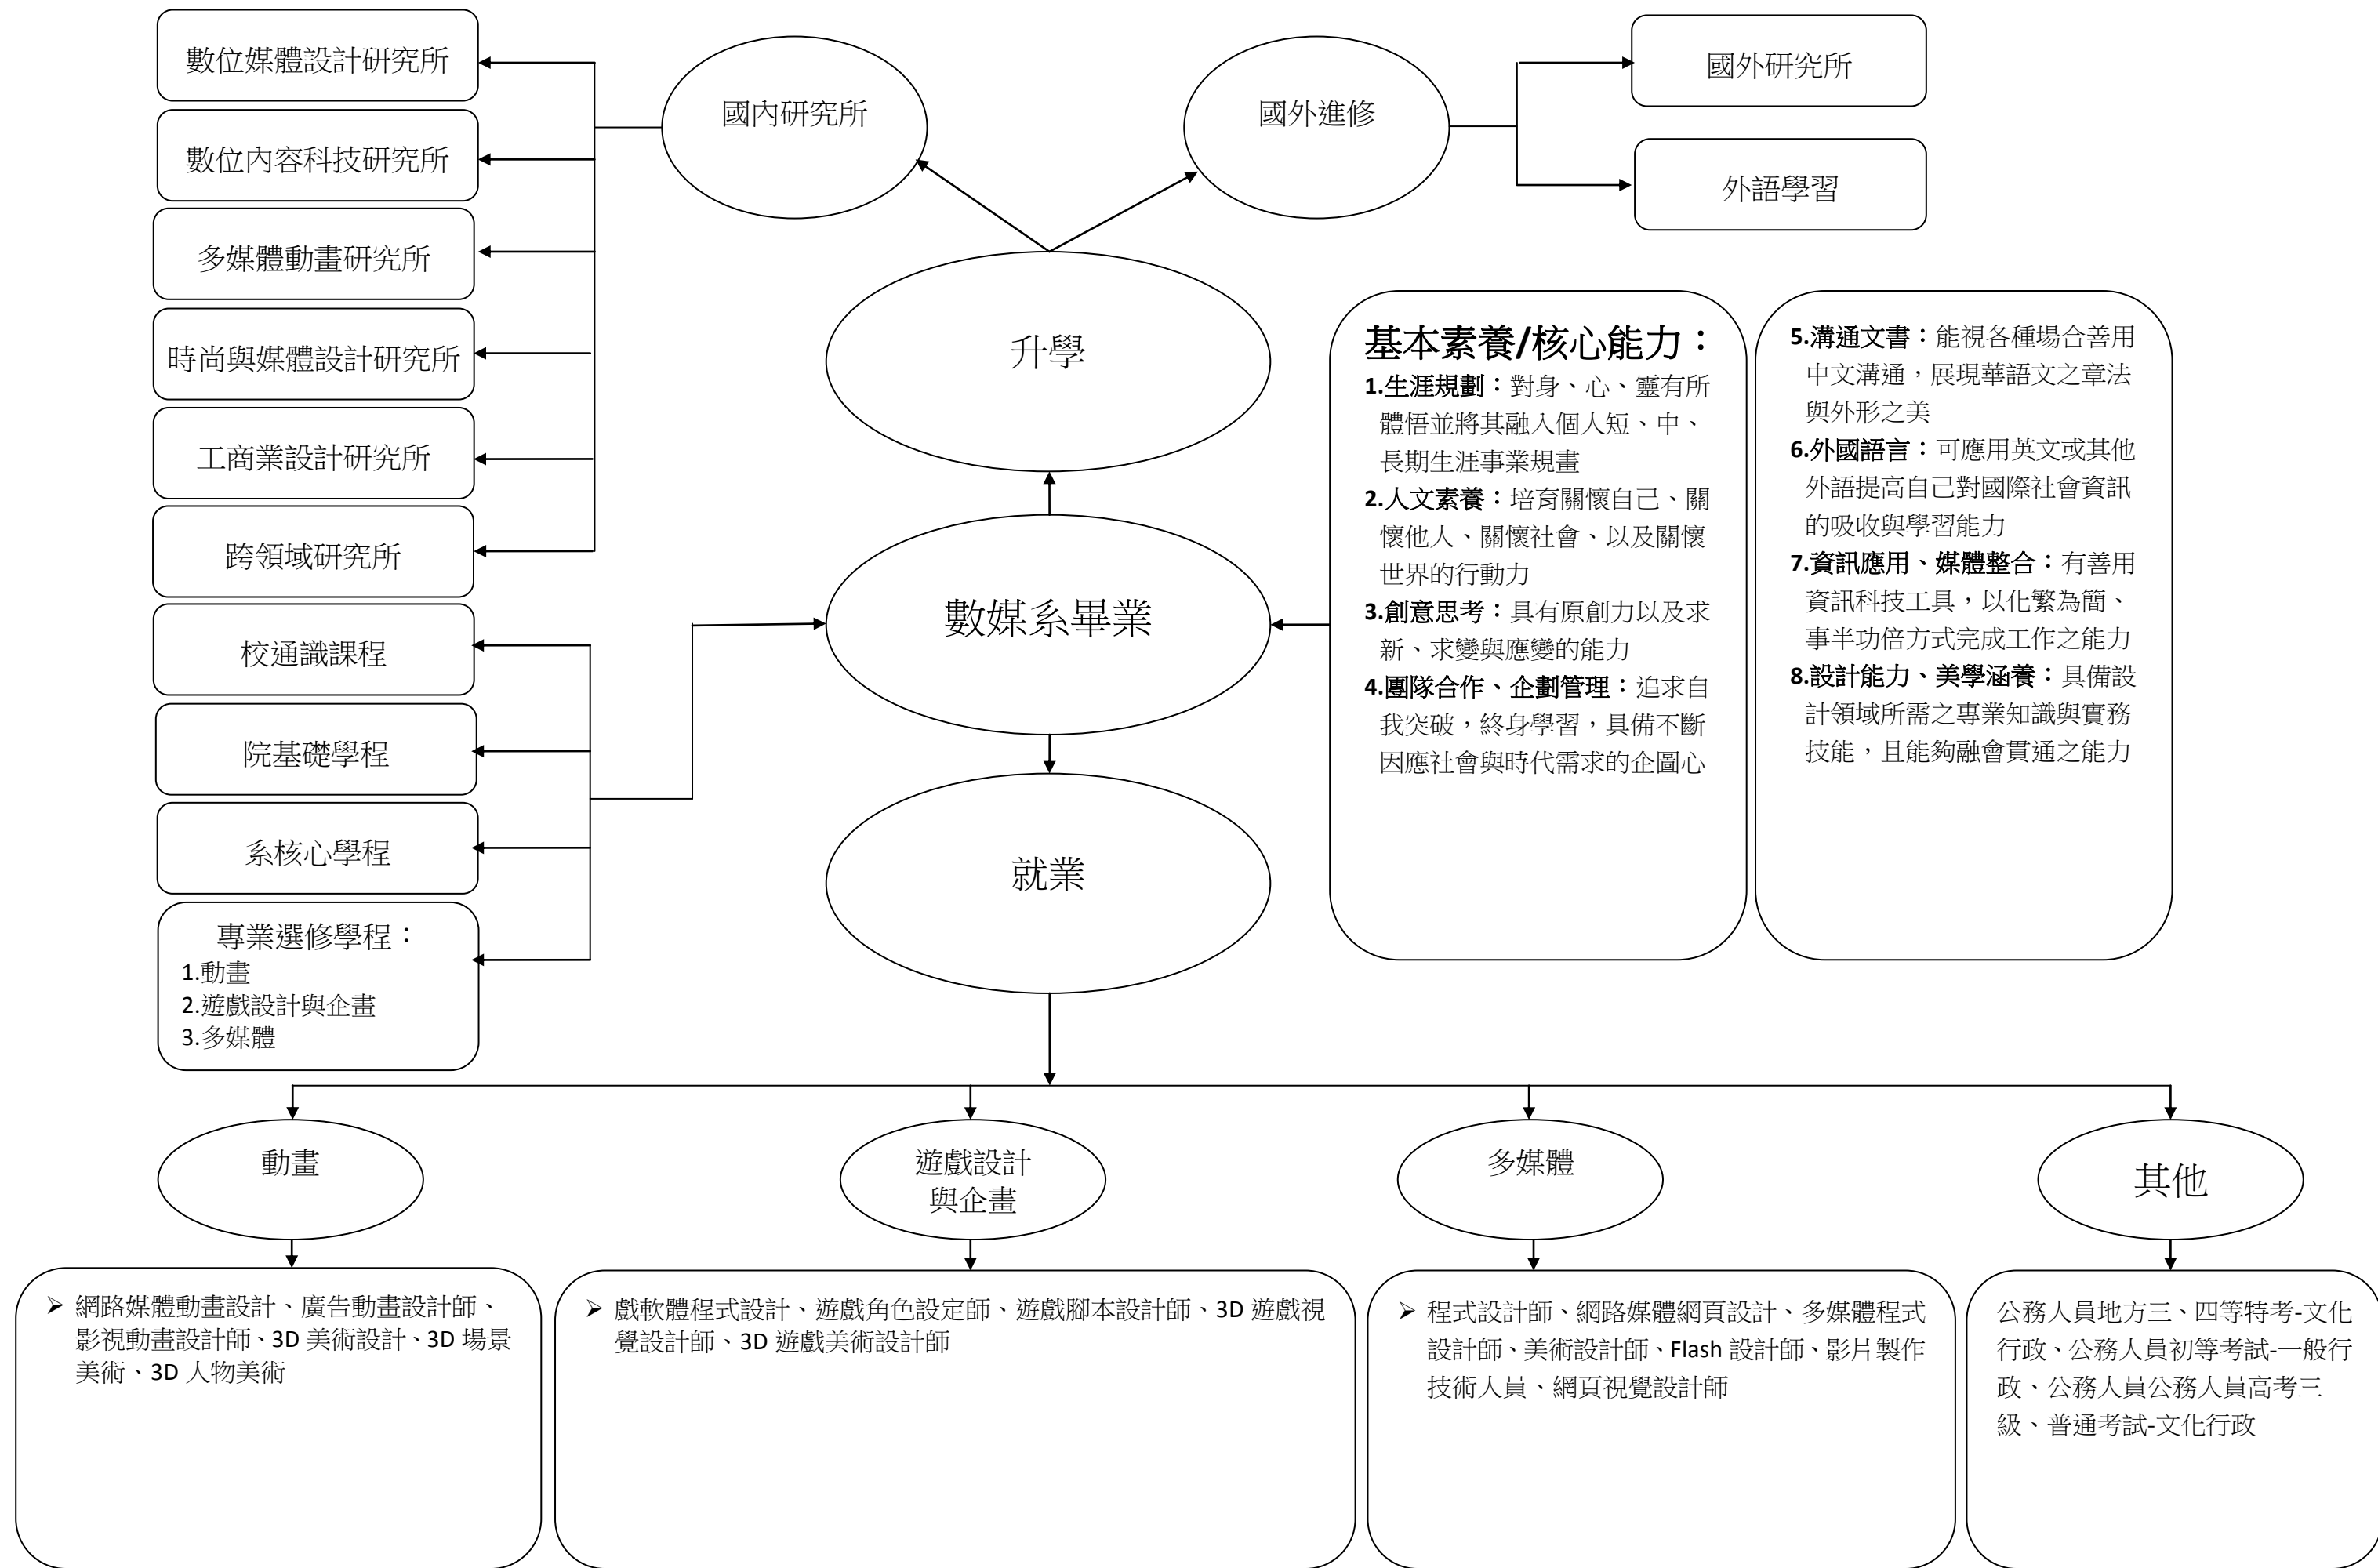 數位媒體設計研究所
數位內容科技研究所
多媒體動畫研究所
時尚與媒體設計研究所
工商業設計研究所
跨領域研究所
校通識課程
院基礎學程
系核心學程
專業選修學程：
1.動畫
2.遊戲設計與企畫
3.多媒體
國內研究所
國外進修
國外研究所
外語學習
升學
數媒系畢業
就業
基本素養/核心能力：
1.生涯規劃：對身、心、靈有所
體悟並將其融入個人短、中、
長期生涯事業規畫
2.人文素養：培育關懷自己、關
懷他人、關懷社會、以及關懷
世界的行動力
3.創意思考：具有原創力以及求
新、求變與應變的能力
4.團隊合作、企劃管理：追求自
我突破，終身學習，具備不斷
因應社會與時代需求的企圖心
5.溝通文書：能視各種場合善用
中文溝通，展現華語文之章法
與外形之美
6.外國語言：可應用英文或其他
外語提高自己對國際社會資訊
的吸收與學習能力
7.資訊應用、媒體整合：有善用
資訊科技工具，以化繁為簡、
事半功倍方式完成工作之能力
8.設計能力、美學涵養：具備設
計領域所需之專業知識與實務
技能，且能夠融會貫通之能力
動畫
遊戲設計
與企畫
多媒體
其他
➢ 網路媒體動畫設計、廣告動畫設計師、
影視動畫設計師、3D 美術設計、3D 場景
美術、3D 人物美術
➢ 戲軟體程式設計、遊戲角色設定師、遊戲腳本設計師、3D 遊戲視
覺設計師、3D 遊戲美術設計師
➢ 程式設計師、網路媒體網頁設計、多媒體程式
設計師、美術設計師、Flash 設計師、影片製作
技術人員、網頁視覺設計師
公務人員地方三、四等特考-文化
行政、公務人員初等考試-一般行
政、公務人員公務人員高考三
級、普通考試-文化行政